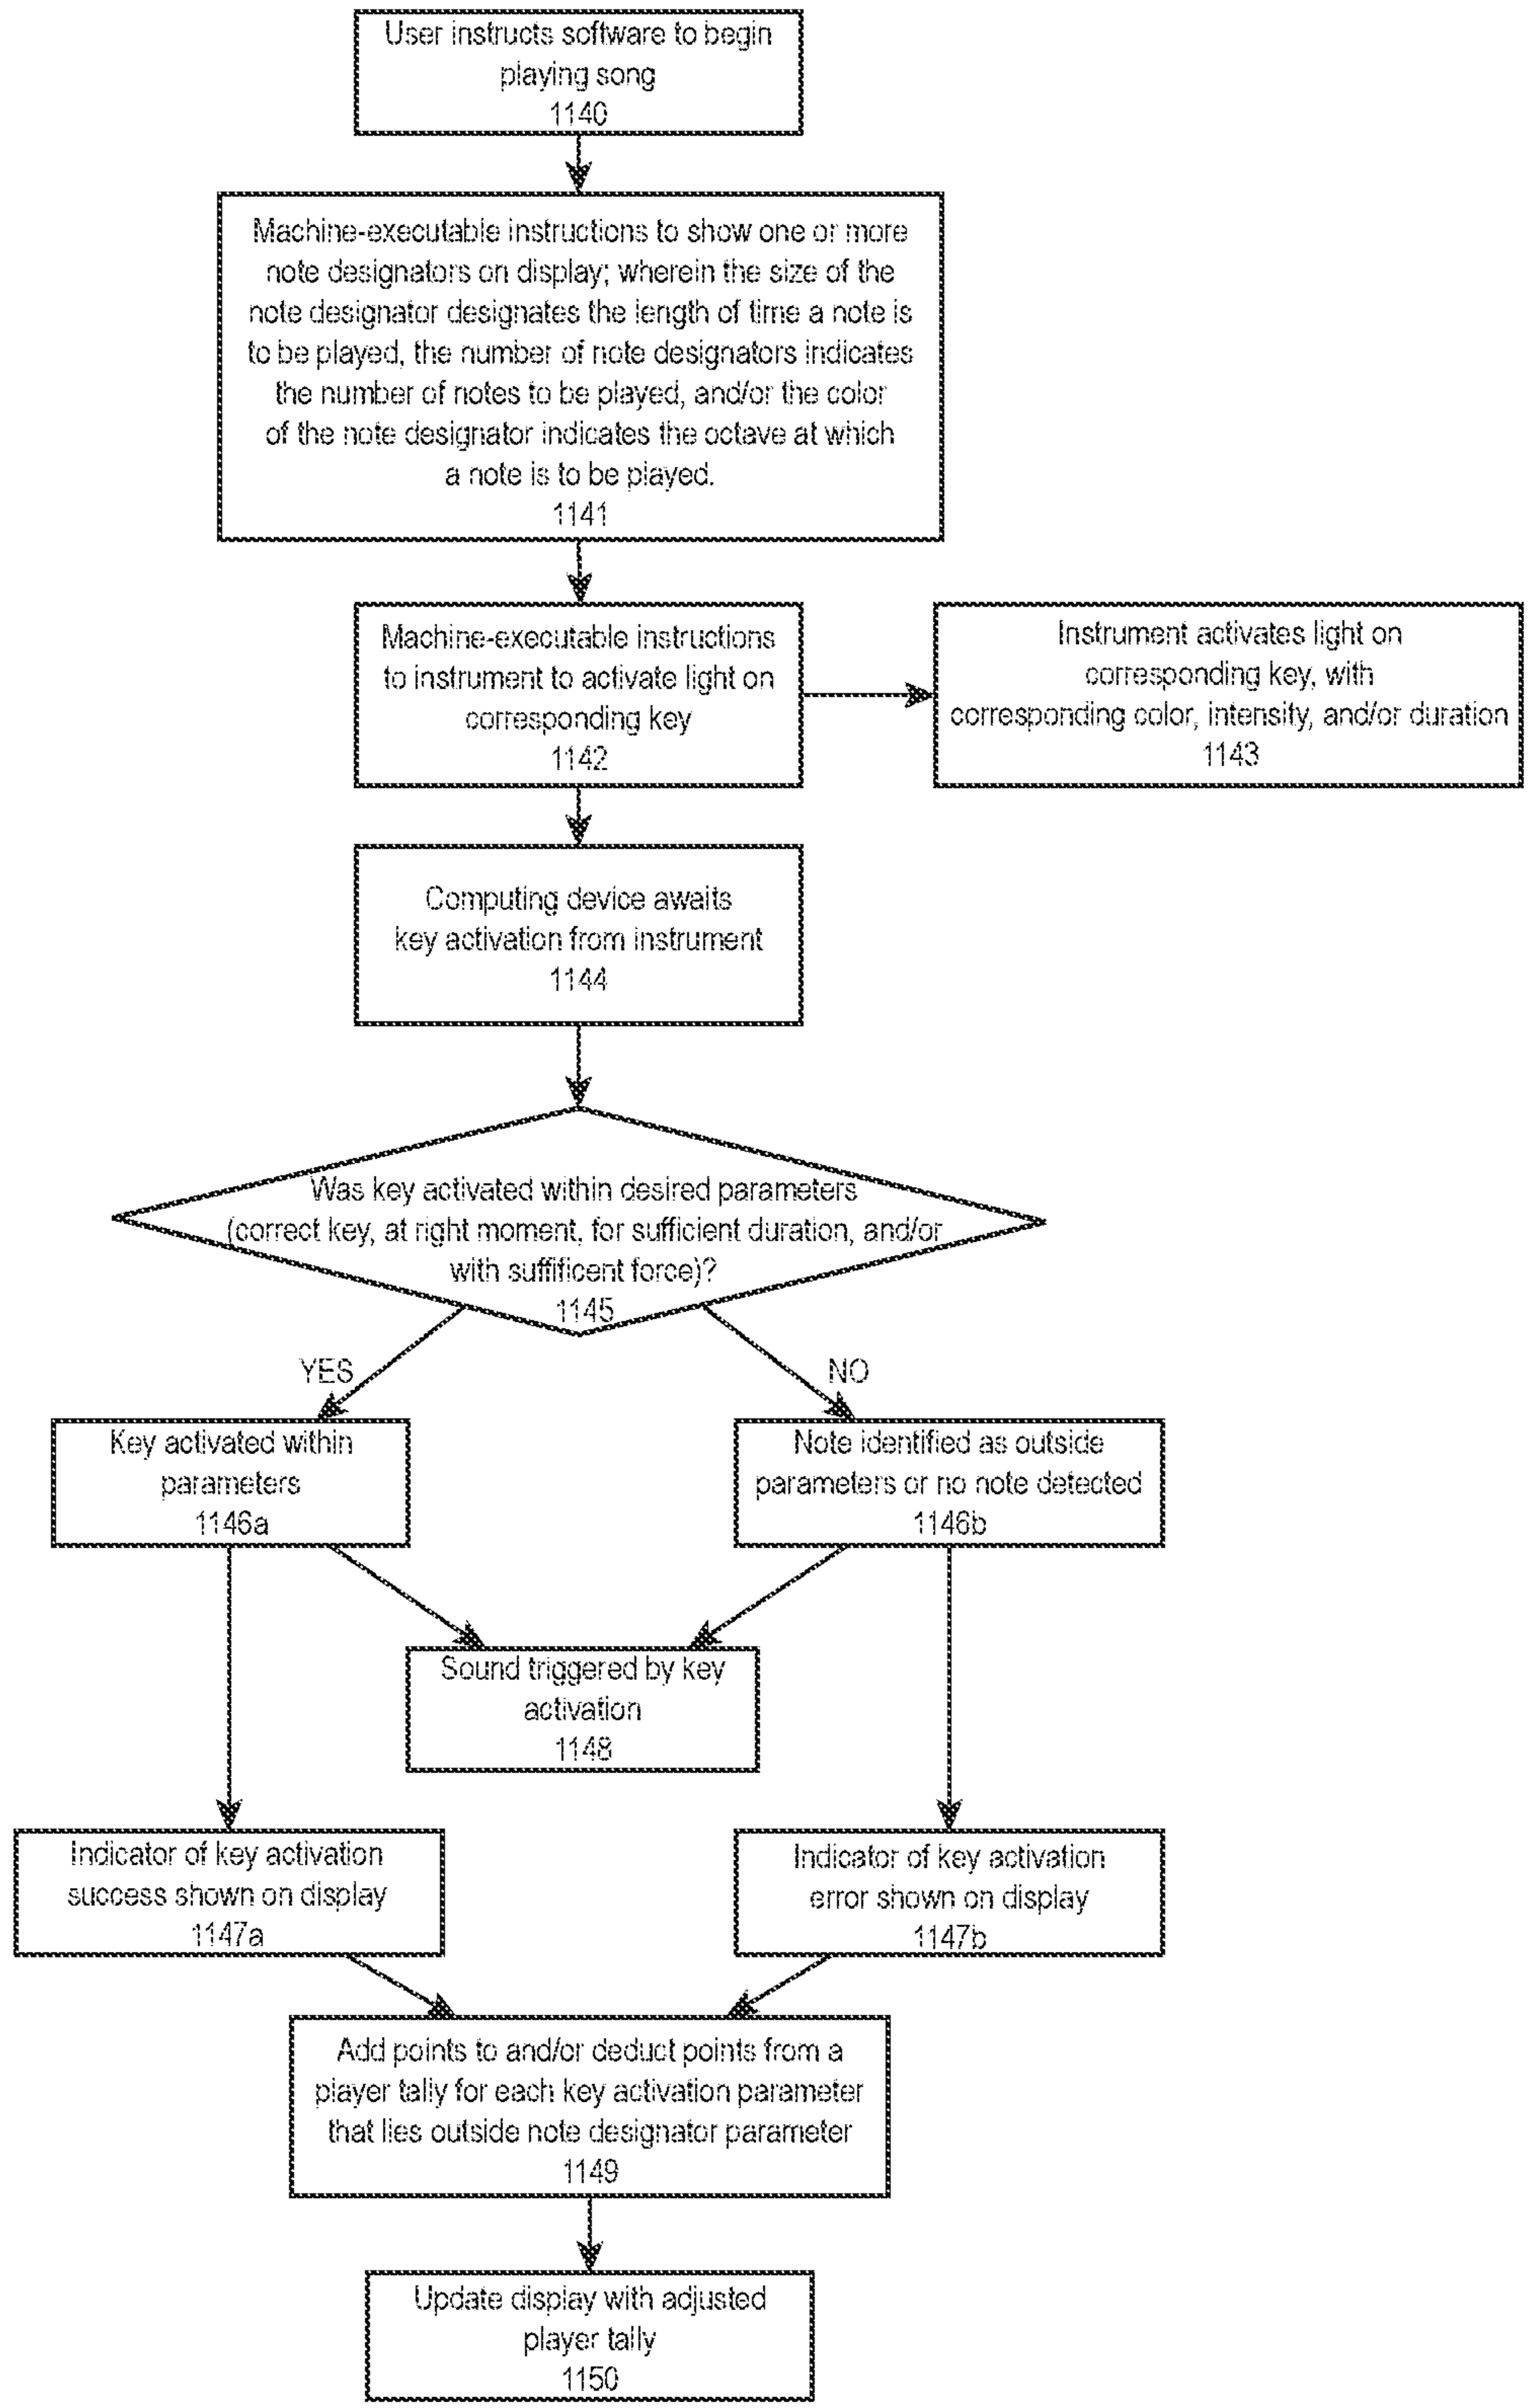 User instructs software to begin
playing song
1140
Machine-executable instructions to show one or more
note designators on display; wherein the size of the
note designator designates the length of time a note is
to be played, the number of note designators indicates
the number of notes to be played, and/or the color
of the note designator indicates the octave at which
a note is to be played.
1141
Machine-executable instructions
to instrument to activate light on
corresponding key
1142
Instrument activates light on
corresponding key, with
corresponding color, intensity, and/or duration
1143
Computing device awaits
key activation from instrument
1144
Was key activated within desired parameters
(correct key, at right moment, for sufficient duration, and/or
with suffificent force)?
1145
YES
NO
Key activated within
parameters
1146a
Note identified as outside
parameters or no note detected
1146b
Sound triggered by key
activation
1148
Indicator of key activation
success shown on display
1147a
Indicator of key activation
error shown on display
1147b
Add points to and/or deduct points from a
player tally for each key activation parameter
that lies outside note designator parameter
1149
Update display with adjusted
player tally
1150